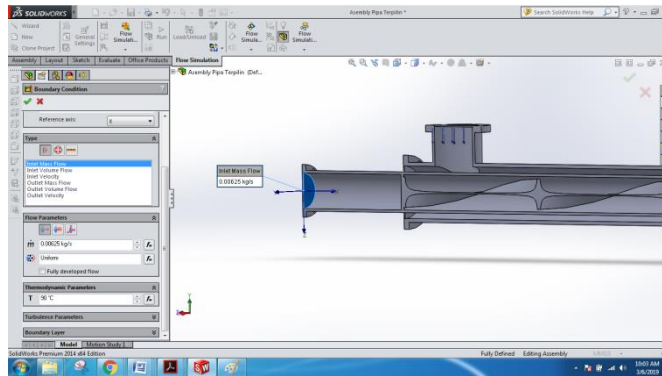 SOLIDWORKS
Asembly Pipa Terpilin *
Search SolidWorks Help
Wizard
New
Clone Project
General Settings
Flow Simulati...
Run
Load/Unload
Flow Simula...
Flow Simulati...
Assembly | Layout | Sketch | Evaluate | Office Products | Flow Simulation
Asembly Pipa Terpilin (Def...
Boundary Condition
?
Reference axis:
X
Type
Inlet Mass Flow
Inlet Volume Flow
Inlet Velocity
Outlet Mass Flow
Outlet Volume Flow
Outlet Velocity
Inlet Mass Flow
0.00625 kg/s
Flow Parameters
ṁ 0.00625 kg/s
Uniform
Fully developed flow
Thermodynamic Parameters
T 90 °C
Turbulence Parameters
Boundary Layer
Model | Motion Study 1
SolidWorks Premium 2014 x64 Edition
Fully Defined Editing Assembly
10:03 AM
3/6/2019